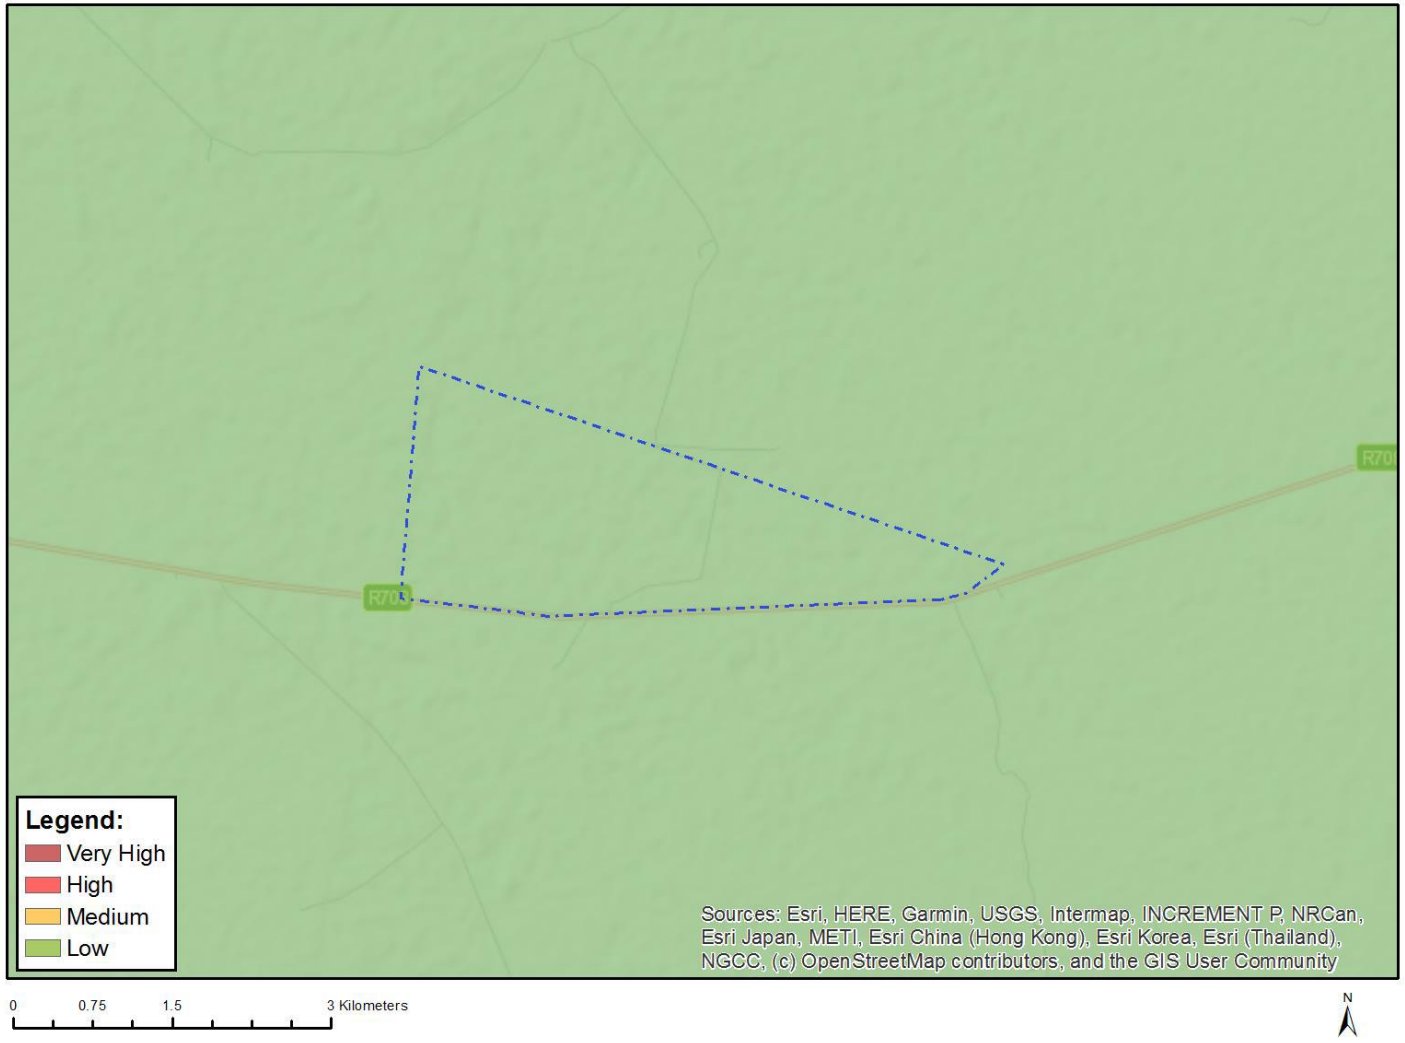 R708
R703
Legend:
Very High
High
Medium
Low
Sources: Esri, HERE, Garmin, USGS, Intermap, INCREMENT P, NRCan,
Esri Japan, METI, Esri China (Hong Kong), Esri Korea, Esri (Thailand),
NGCC, (c) OpenStreetMap contributors, and the GIS User Community
0 0.75 1.5 3 Kilometers
N